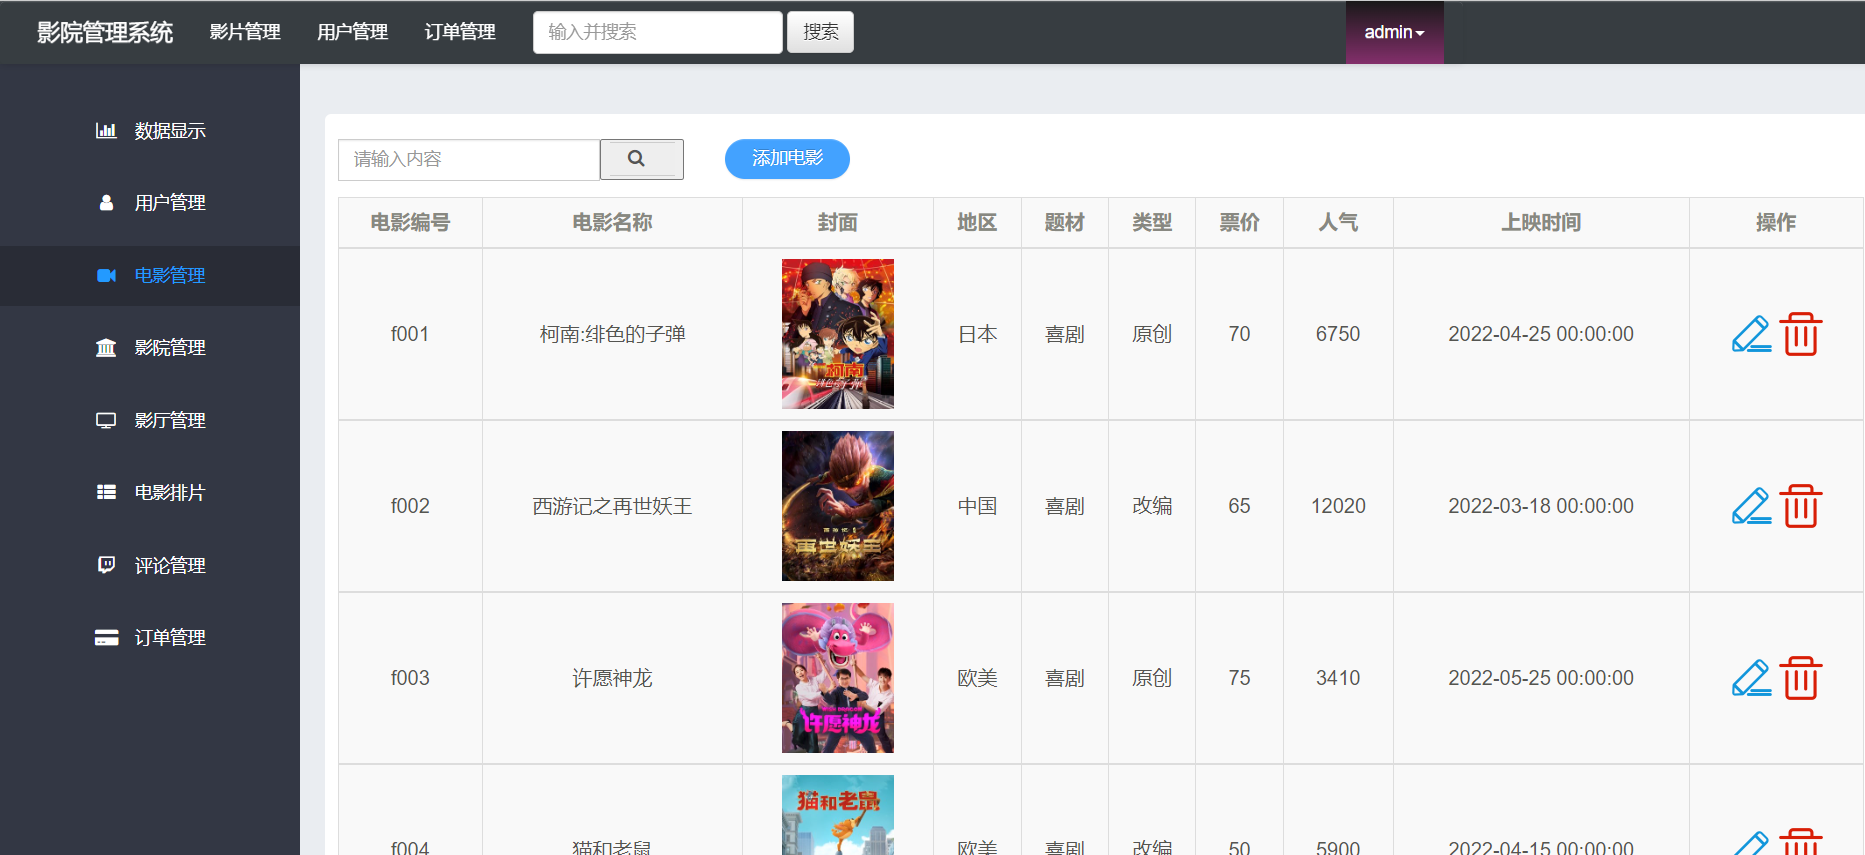 影院管理系统 影片管理 用户管理 订单管理 输入并搜索 搜索 admin
数据显示
用户管理
电影管理
影院管理
影厅管理
电影排片
评论管理
订单管理
请输入内容 添加电影
电影编号 电影名称 封面 地区 题材 类型 票价 人气 上映时间 操作
f001 柯南:绯色的子弹 日本 喜剧 原创 70 6750 2022-04-25 00:00:00
柯南
绯色的子弹
f002 西游记之再世妖王 中国 喜剧 改编 65 12020 2022-03-18 00:00:00
西游记
再世妖王
f003 许愿神龙 欧美 喜剧 原创 75 3410 2022-05-25 00:00:00
许愿神龙
猫和老鼠
f004 猫和老鼠 欧美 喜剧 改编 50 5900 2022-04-15 00:00:00